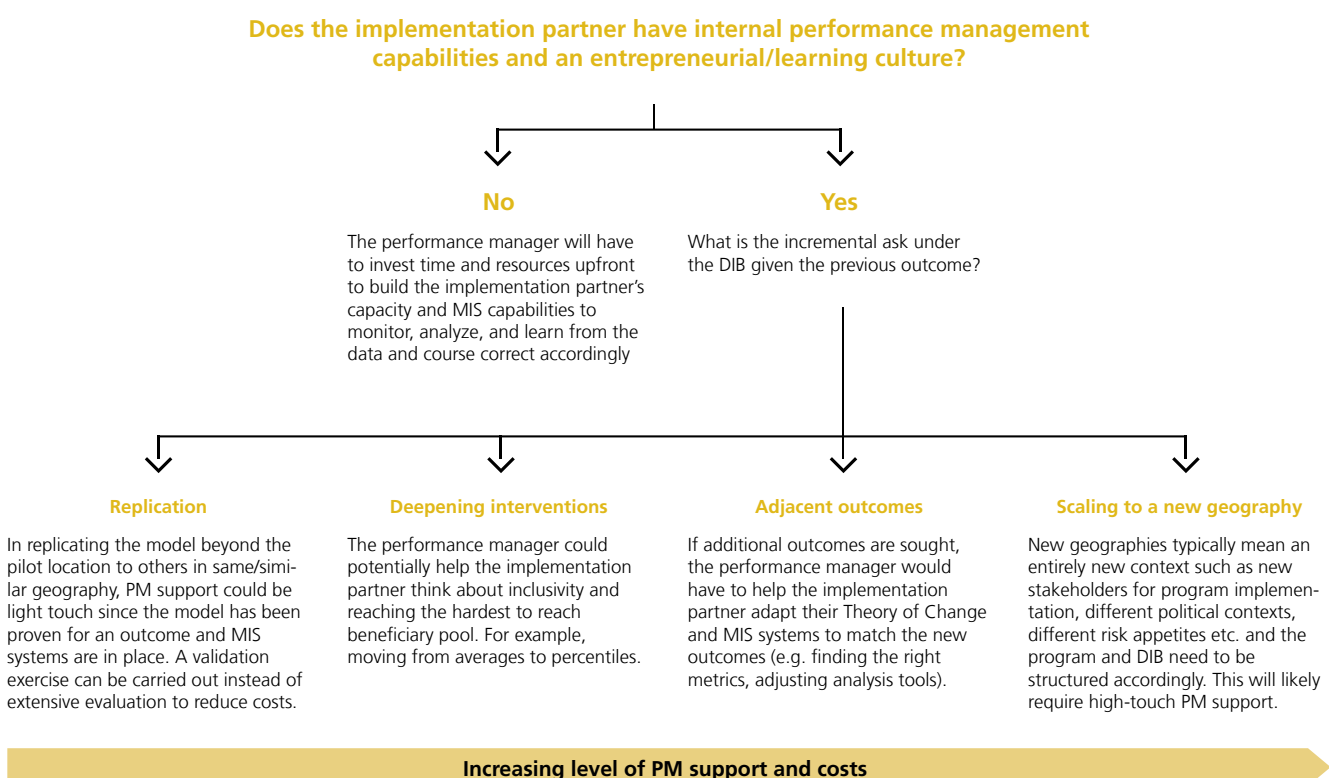 Does the implementation partner have internal performance management
capabilities and an entrepreneurial/learning culture?
No
The performance manager will have
to invest time and resources upfront
to build the implementation partner’s
capacity and MIS capabilities to
monitor, analyze, and learn from the
data and course correct accordingly
Yes
What is the incremental ask under
the DIB given the previous outcome?
Replication
In replicating the model beyond the
pilot location to others in same/simi-
lar geography, PM support could be
light touch since the model has been
proven for an outcome and MIS
systems are in place. A validation
exercise can be carried out instead of
extensive evaluation to reduce costs.
Deepening interventions
The performance manager could
potentially help the implementation
partner think about inclusivity and
reaching the hardest to reach
beneficiary pool. For example,
moving from averages to percentiles.
Adjacent outcomes
If additional outcomes are sought,
the performance manager would
have to help the implementation
partner adapt their Theory of Change
and MIS systems to match the new
outcomes (e.g. finding the right
metrics, adjusting analysis tools).
Scaling to a new geography
New geographies typically mean an
entirely new context such as new
stakeholders for program implemen-
tation, different political contexts,
different risk appetites etc. and the
program and DIB need to be
structured accordingly. This will likely
require high-touch PM support.
Increasing level of PM support and costs